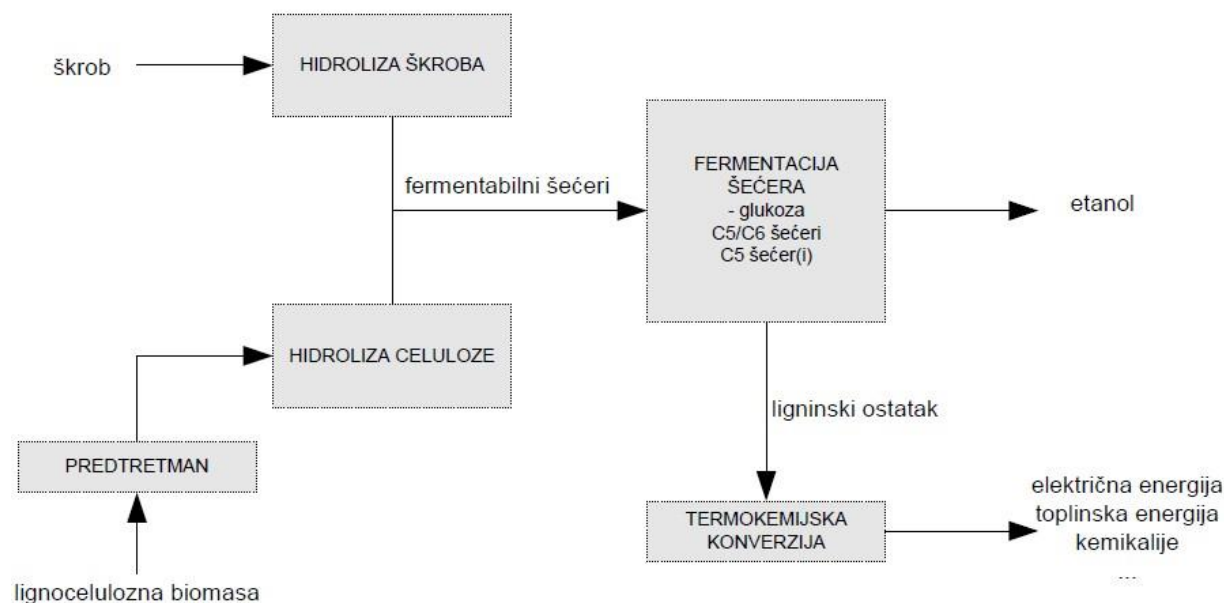 škrob
HIDROLIZA ŠKROBA
fermentabilni šećeri
FERMENTACIJA
ŠEĆERA
- glukoza
C5/C6 šećeri
C5 šećer(i)
etanol
HIDROLIZA CELULOZE
ligninski ostatak
PREDTRETMAN
lignocelulozna biomasa
TERMOKEMIJSKA
KONVERZIJA
električna energija
toplinska energija
kemikalije
...